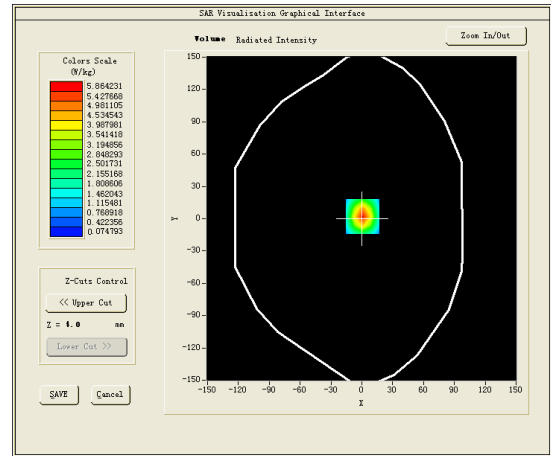 SAR Visualisation Graphical Interface
Volume Radiated Intensity
Zoom In/Out
Colors Scale
(W/kg)
5.864231
5.427668
4.981105
4.534543
3.987981
3.541418
3.194856
2.848293
2.501731
2.155168
1.808606
1.462043
1.115481
0.768918
0.422356
0.074793
150
120
90
60
30
0
-30
-60
-90
-120
-150
Y
-150 -120 -90 -60 -30 0 30 60 90 120 150
X
Z-Cuts Control
<< Upper Cut
Z = 4.0 mm
Lower Cut >>
SAVE Cancel